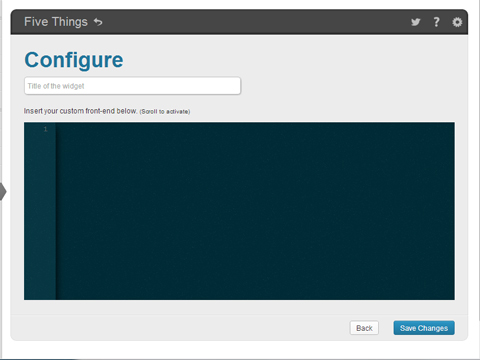 Five Things
?
Configure
Title of the widget
Insert your custom front-end below. (Scroll to activate)
1
Back
Save Changes